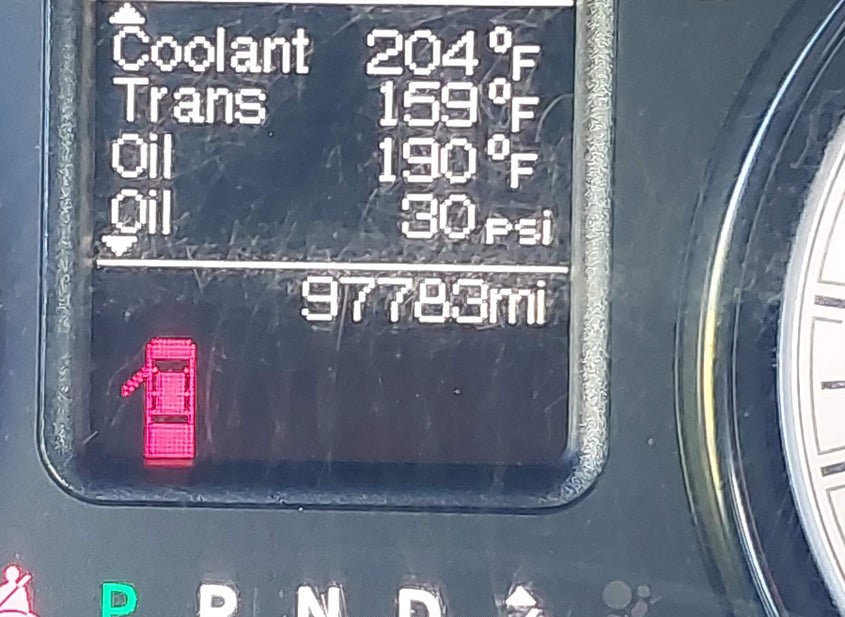 Coolant 204°F
Trans 159°F
Oil 190°F
Oil 30 psi
97783mi
P R N D